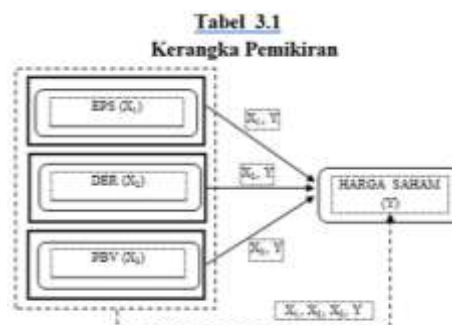 Tabel 3.1
Kerangka Pemikiran
EPS (X₁)
X₁, Y
DER (X₂)
X₂, Y
HARGA SAHAM
(Y)
PBV (X₃)
X₃, Y
X₁, X₂, X₃, Y